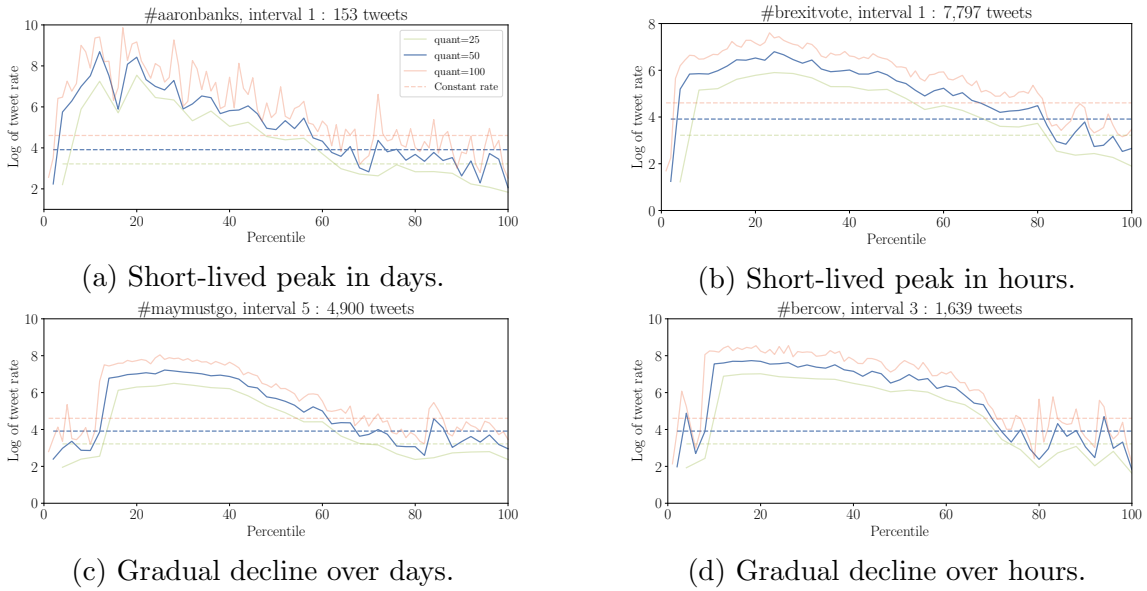 #aaronbanks, interval 1 : 153 tweets
10
8
6
4
2
Log of tweet rate
quant=25
quant=50
quant=100
Constant rate
0 20 40 60 80 100
Percentile
(a) Short-lived peak in days.
#brexitvote, interval 1 : 7,797 tweets
8
6
4
2
0
Log of tweet rate
0 20 40 60 80 100
Percentile
(b) Short-lived peak in hours.
#maymustgo, interval 5 : 4,900 tweets
10
8
6
4
2
0
Log of tweet rate
0 20 40 60 80 100
Percentile
(c) Gradual decline over days.
#bercow, interval 3 : 1,639 tweets
10
8
6
4
2
0
Log of tweet rate
0 20 40 60 80 100
Percentile
(d) Gradual decline over hours.